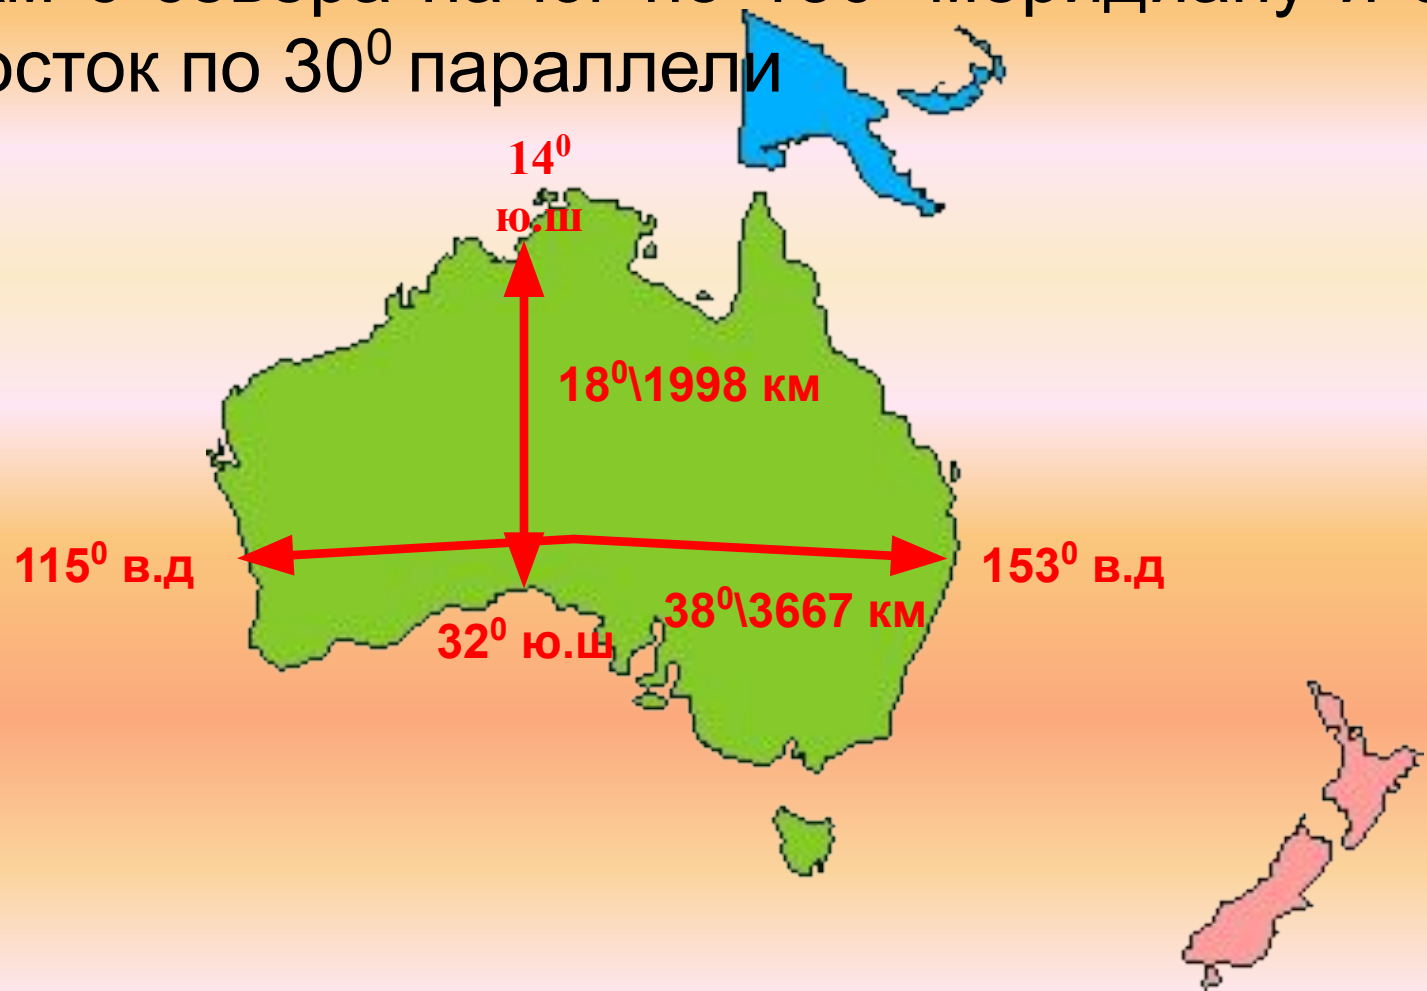 осток по 30⁰ параллели
14⁰
ю.ш
18⁰\1998 км
115⁰ в.д
153⁰ в.д
38⁰\3667 км
32⁰ ю.ш